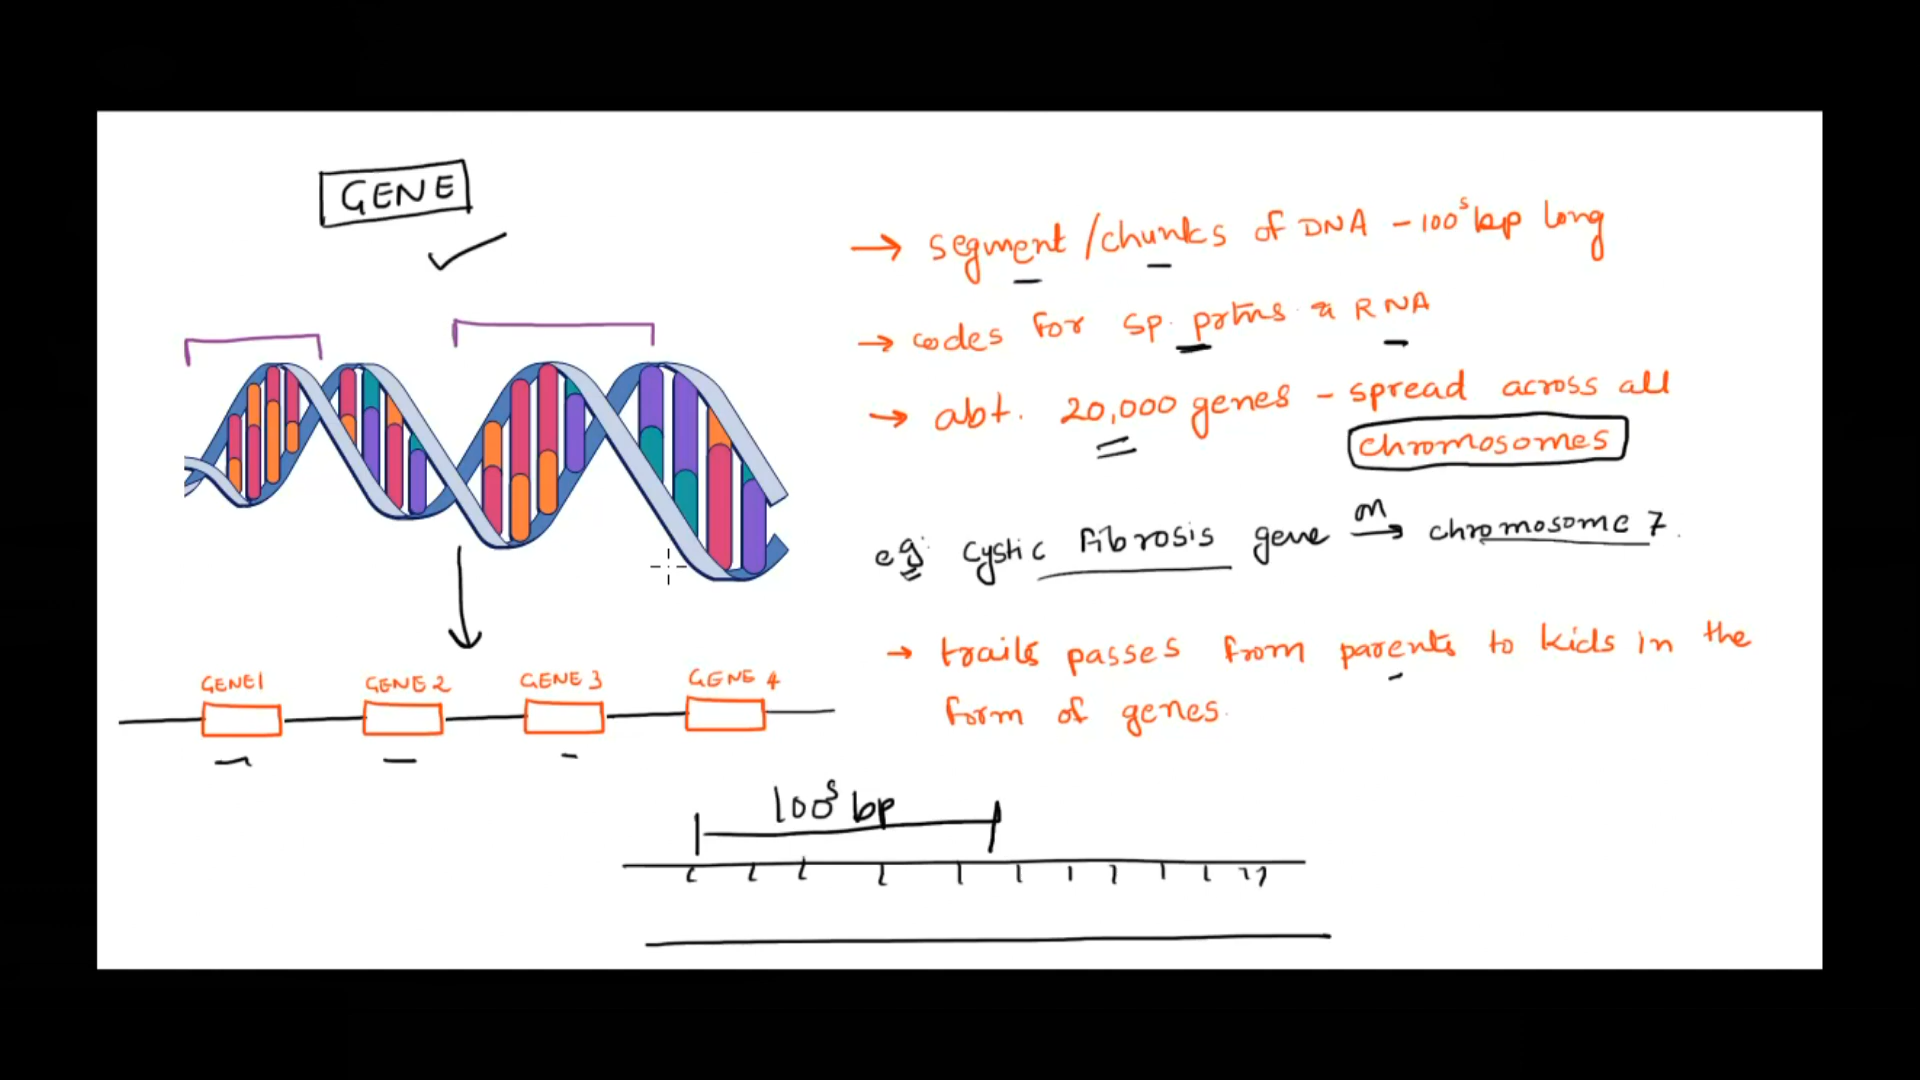 GENE
→ segment /chunks of DNA - 100s bp long
→ codes for sp. prtns & RNA
→ abt. 20,000 genes - spread across all
chromosomes
eg: Cystic Fibrosis gene on → chromosome 7.
→ traits passes from parents to kids in the
form of genes.
GENE1 GENE 2 GENE 3 GENE 4
100s bp